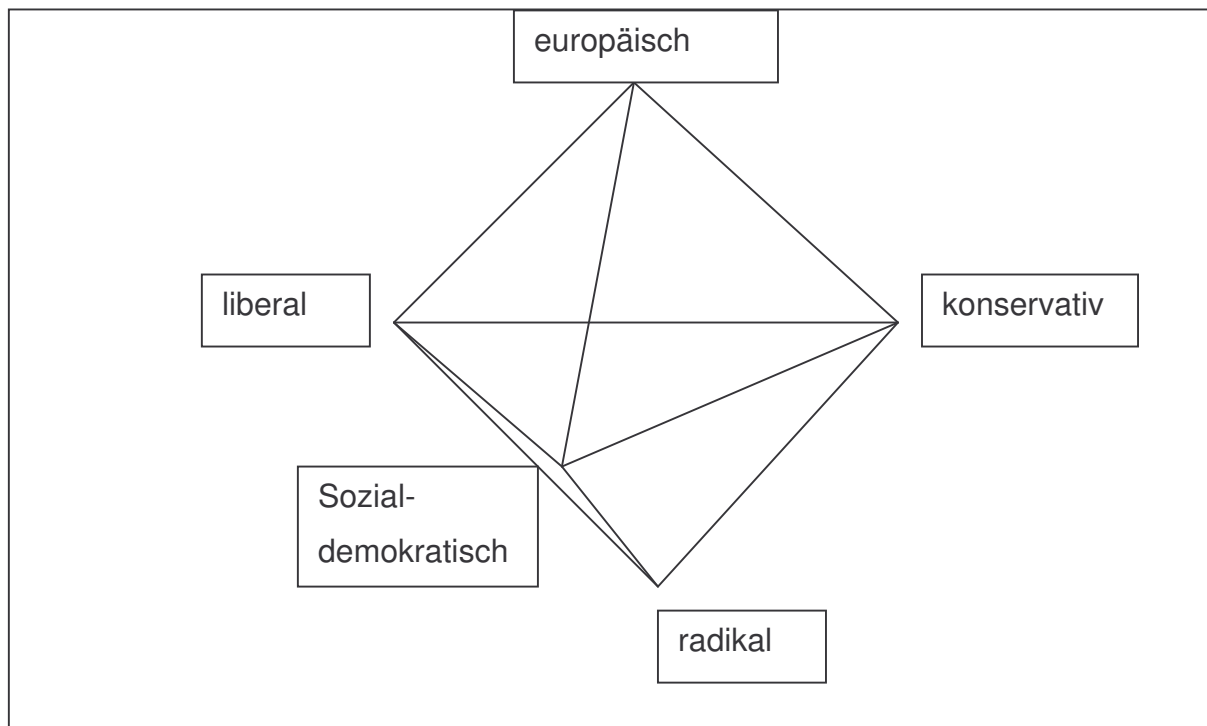 europäisch
liberal
konservativ
Sozial-
demokratisch
radikal